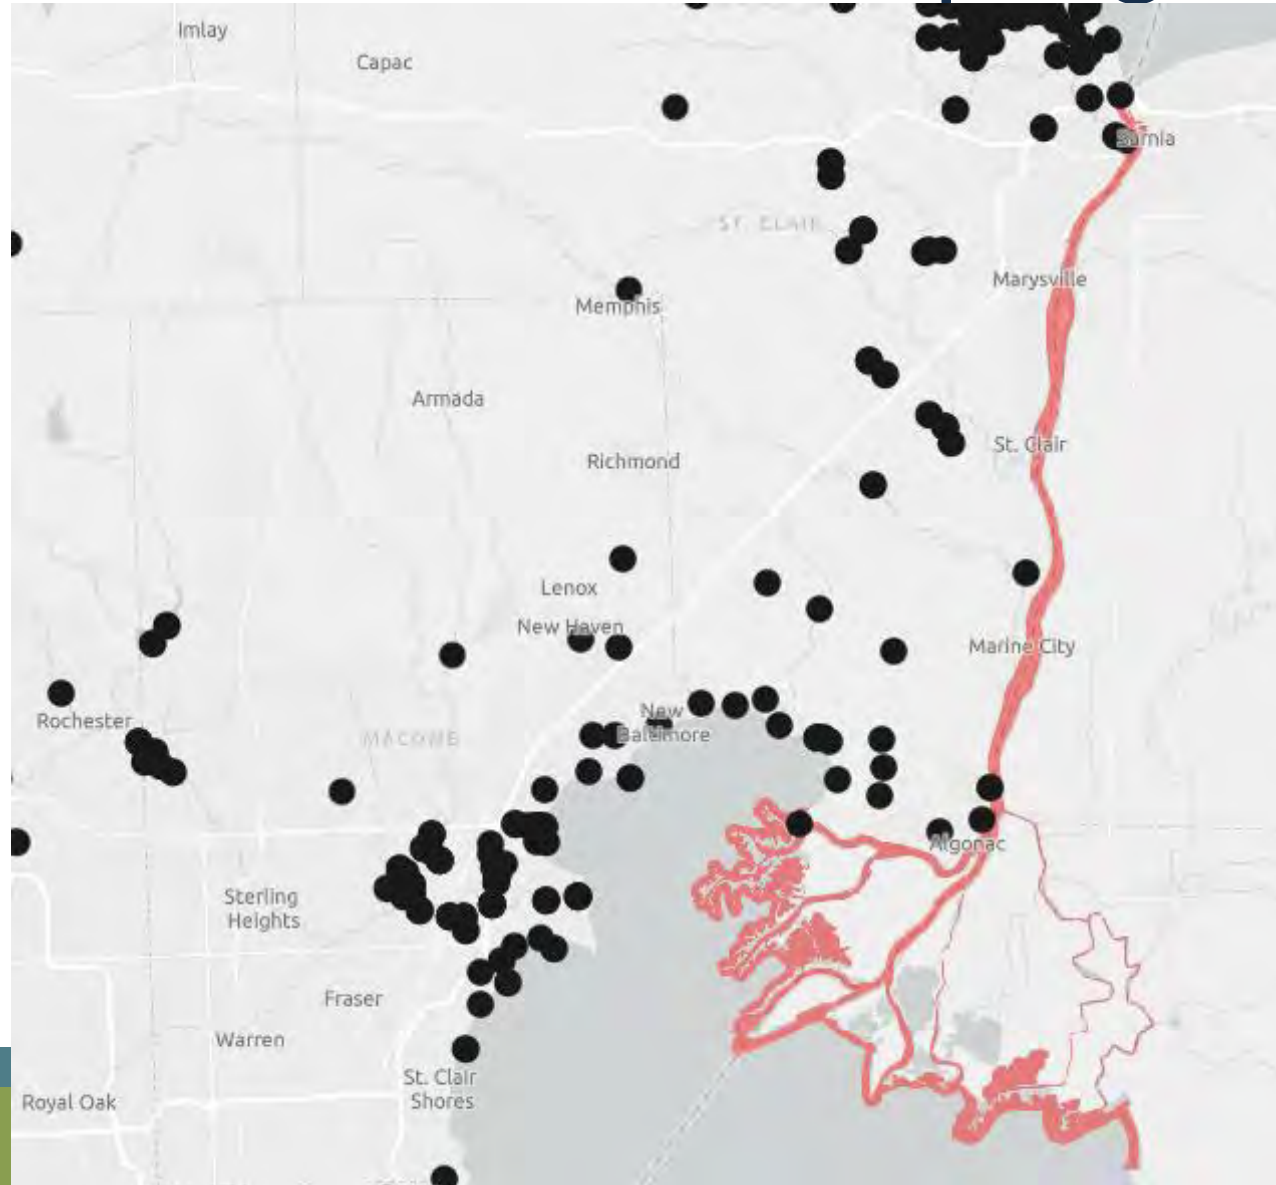 Imlay
Capac
Sarnia
ST. CLAIR
Marysville
Memphis
Armada
St. Clair
Richmond
Lenox
New Haven
Marine City
Rochester
New
Baltimore
MACOMB
Algonac
Sterling
Heights
Fraser
Warren
St. Clair
Shores
Royal Oak